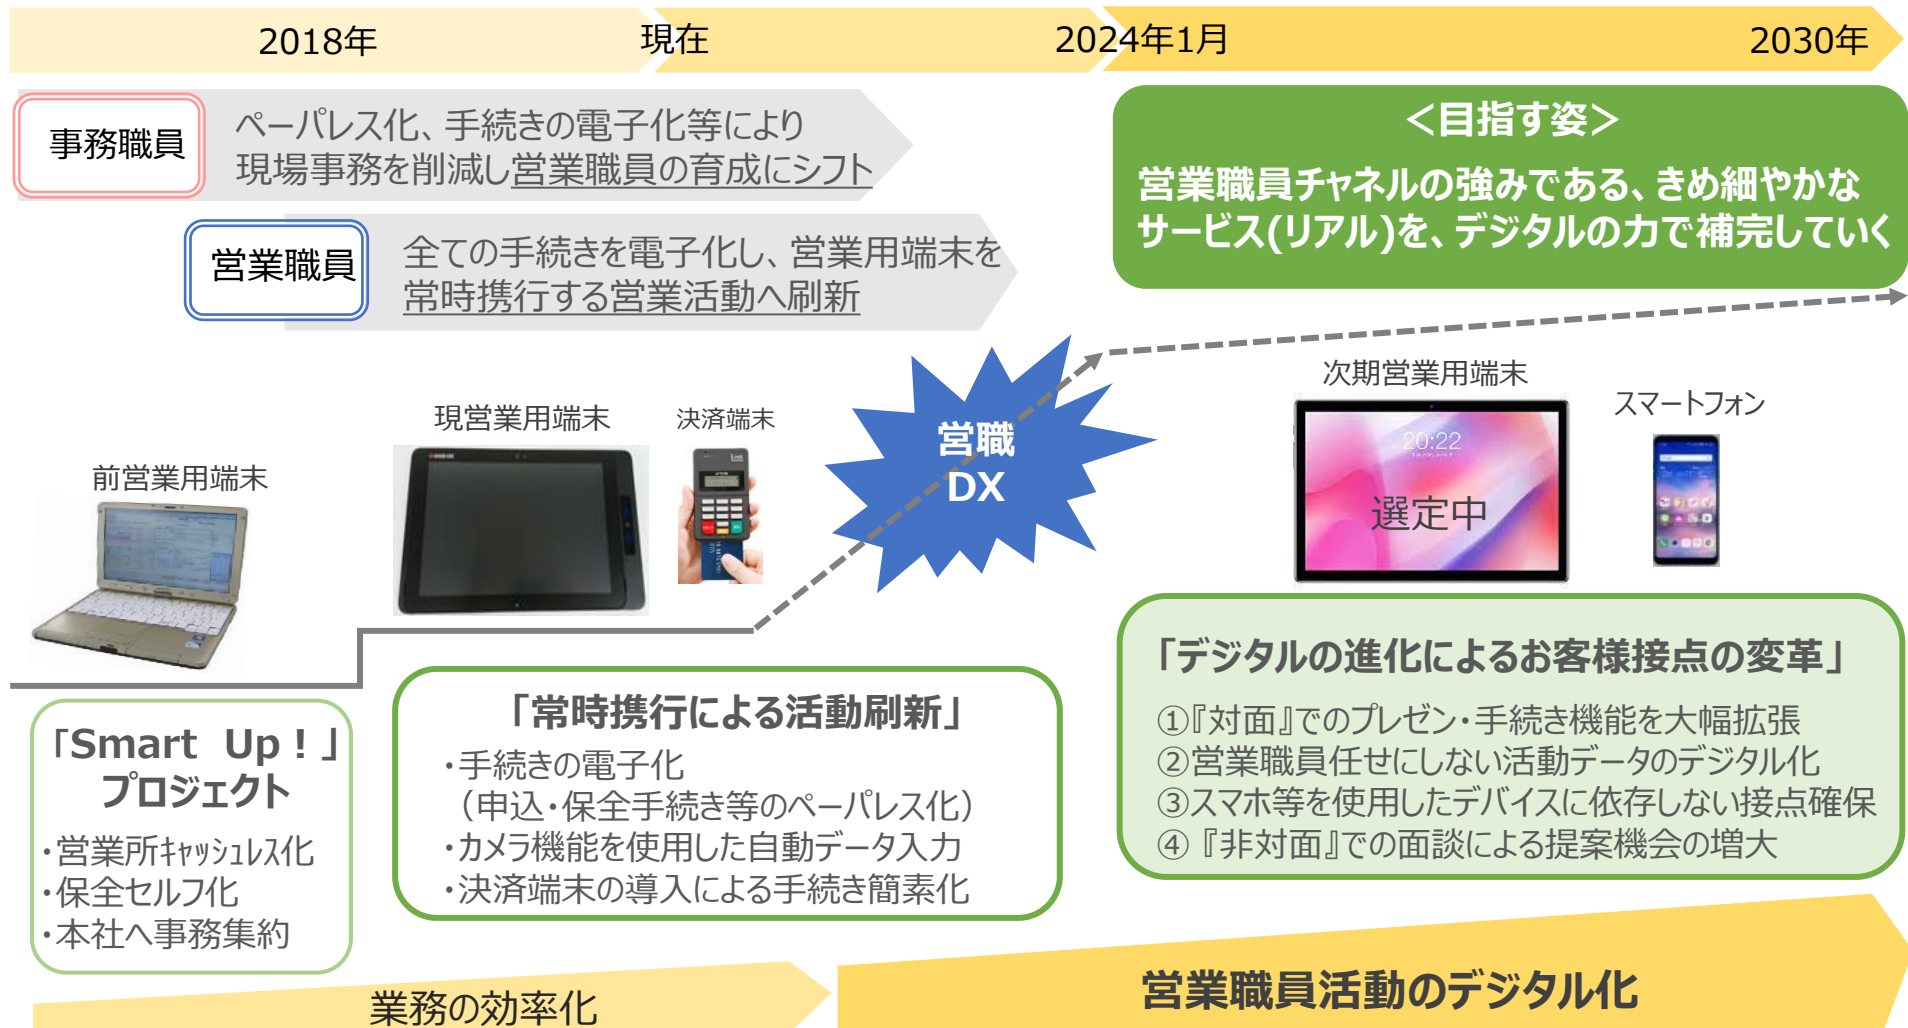 2018年
現在
2024年1月
2030年
事務職員
ペーパレス化、手続きの電子化等により
現場事務を削減し営業職員の育成にシフト
営業職員
全ての手続きを電子化し、営業用端末を
常時携行する営業活動へ刷新
＜目指す姿＞
営業職員チャネルの強みである、きめ細やかな
サービス(リアル)を、デジタルの力で補完していく
前営業用端末
現営業用端末
決済端末
営職
DX
次期営業用端末
スマートフォン
20:22
選定中
「Smart Up！」
プロジェクト
・営業所ｷｬｯｼｭﾚｽ化
・保全セルフ化
・本社へ事務集約
「常時携行による活動刷新」
・手続きの電子化
（申込・保全手続き等のペーパレス化）
・カメラ機能を使用した自動データ入力
・決済端末の導入による手続き簡素化
「デジタルの進化によるお客様接点の変革」
①『対面』でのプレゼン・手続き機能を大幅拡張
②営業職員任せにしない活動データのデジタル化
③スマホ等を使用したデバイスに依存しない接点確保
④『非対面』での面談による提案機会の増大
業務の効率化
営業職員活動のデジタル化